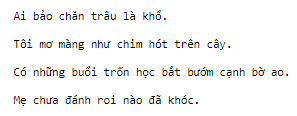 Ai bảo chăn trâu là khổ.
Tôi mơ màng như chim hót trên cây.
Có những buổi trốn học bắt bướm cạnh bờ ao.
Mẹ chưa đánh roi nào đã khóc.